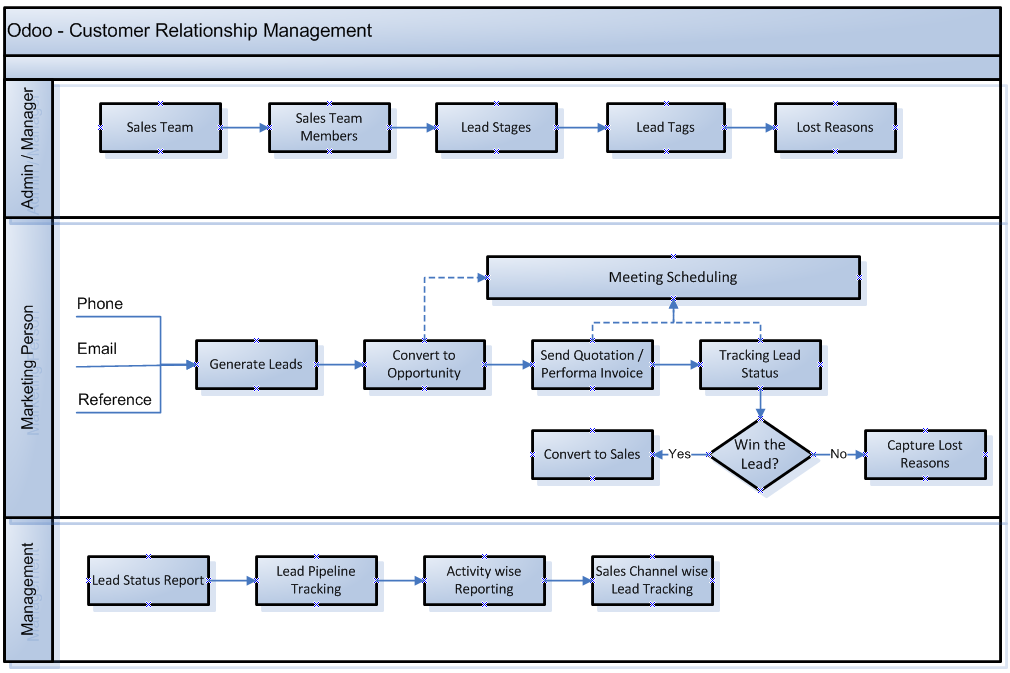 Odoo - Customer Relationship Management
Admin / Manager
Sales Team
Sales Team
Members
Lead Stages
Lead Tags
Lost Reasons
Marketing Person
Meeting Scheduling
Phone
Email
Reference
Generate Leads
Convert to
Opportunity
Send Quotation /
Performa Invoice
Tracking Lead
Status
Convert to Sales
Yes
Win the
Lead?
No
Capture Lost
Reasons
Management
Lead Status Report
Lead Pipeline
Tracking
Activity wise
Reporting
Sales Channel wise
Lead Tracking